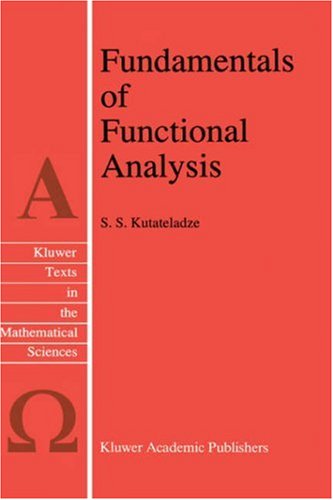 Fundamentals
of
Functional
Analysis
S. S. Kutateladze
A
Kluwer
Texts
in
the
Mathematical
Sciences
Ω
Kluwer Academic Publishers